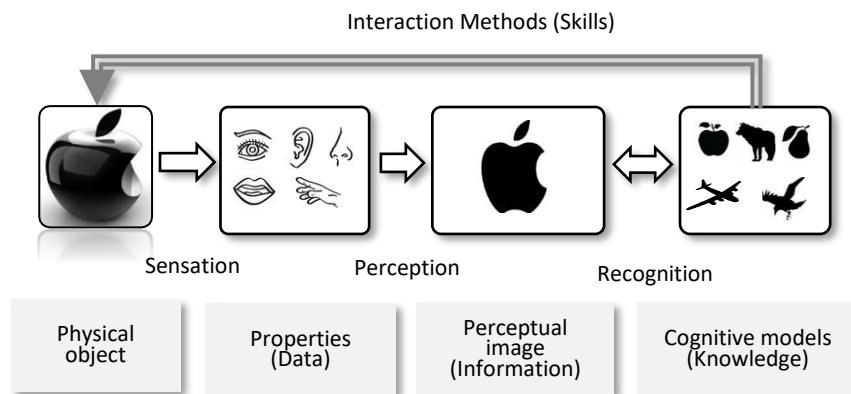 Interaction Methods (Skills)
Sensation
Perception
Recognition
Physical
object
Properties
(Data)
Perceptual
image
(Information)
Cognitive models
(Knowledge)